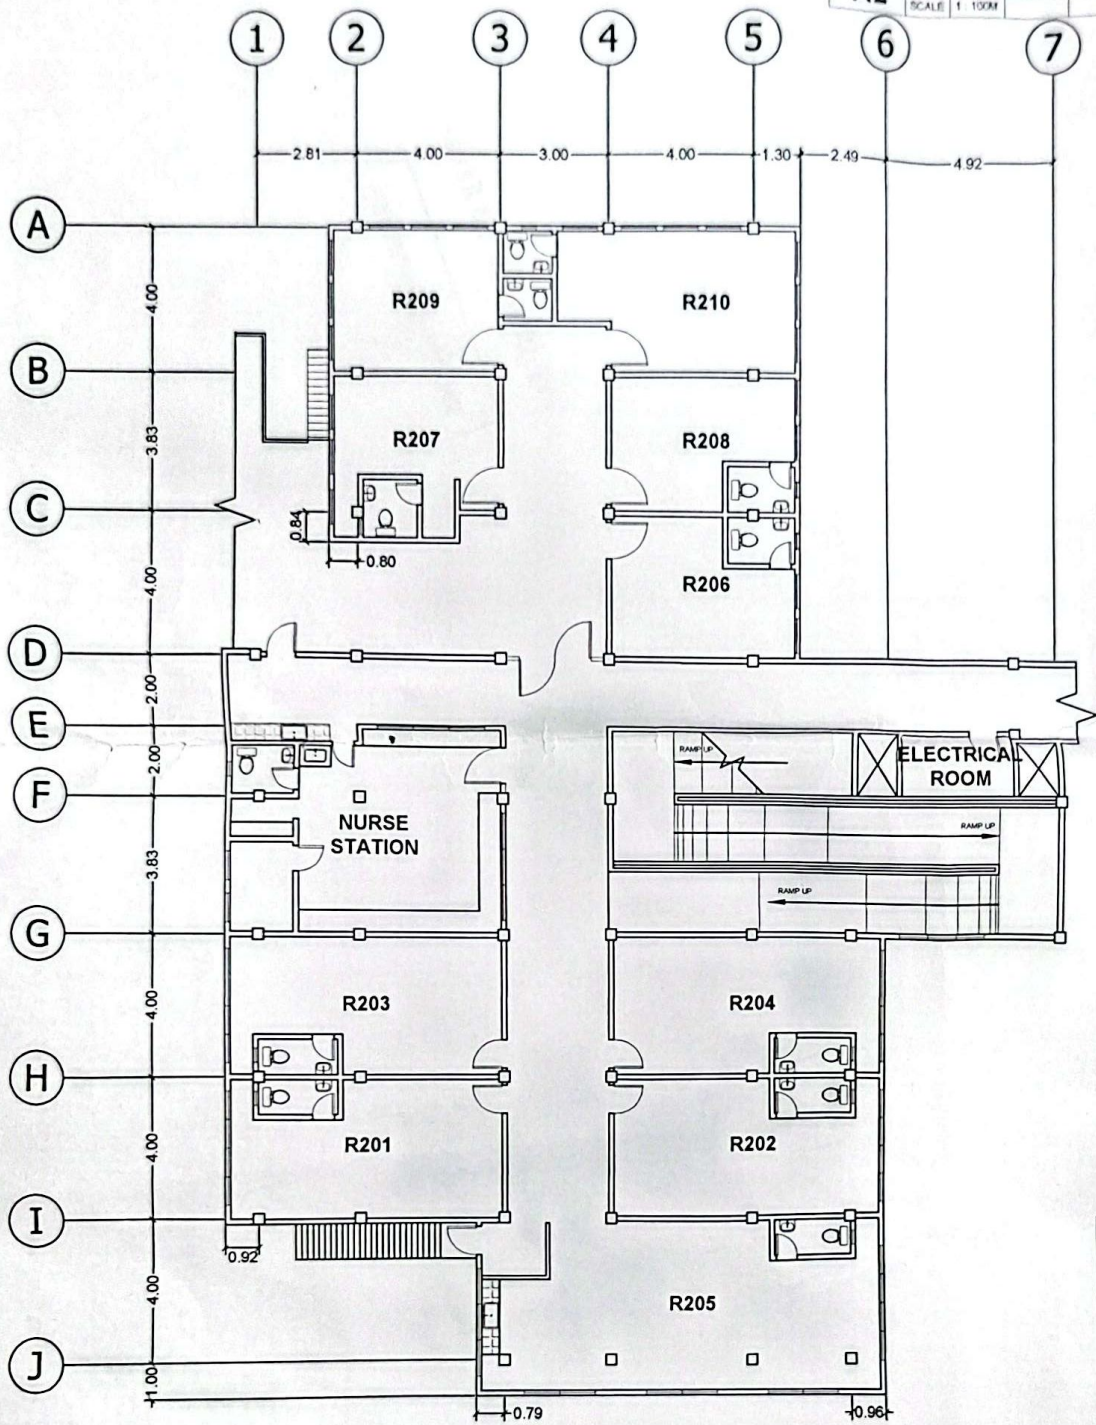 SCALE 1 : 100M
1 2 3 4 5 6 7
2.81 4.00 3.00 4.00 1.30 2.49 4.92
A
4.00
R209
R210
B
3.83
R207
R208
C
0.84
0.80
4.00
R206
D
2.00
E
RAMP UP
ELECTRICAL
ROOM
2.00
F
NURSE
STATION
RAMP UP
3.83
RAMP UP
G
4.00
R203
R204
H
4.00
R201
R202
I
0.92
4.00
R205
J
1.00
0.79
0.96